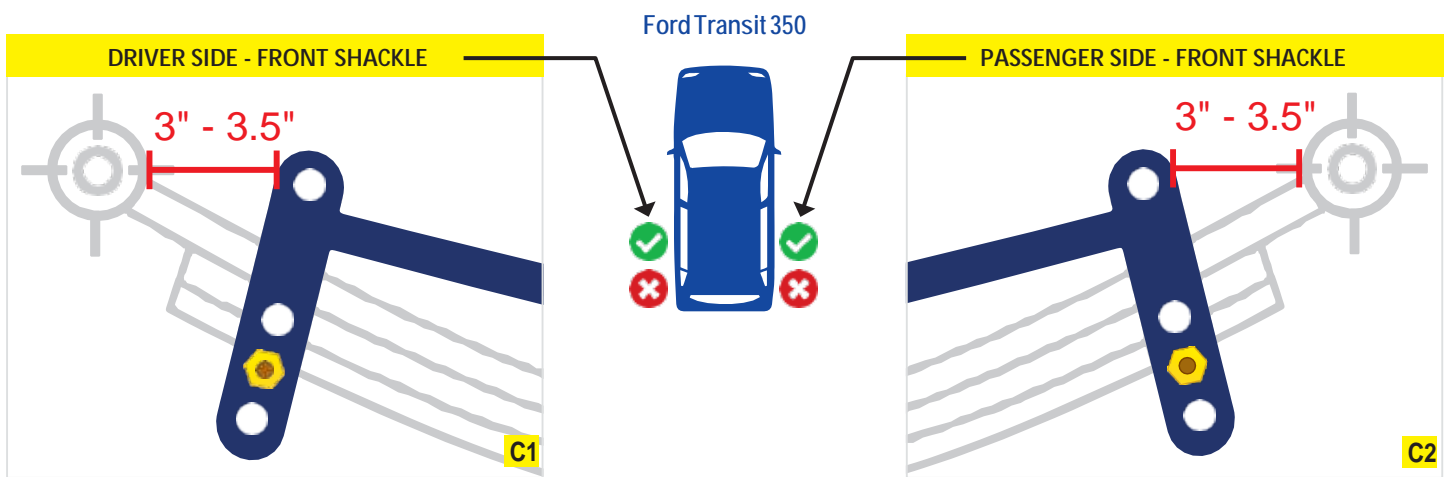 Ford Transit 350
DRIVER SIDE - FRONT SHACKLE
PASSENGER SIDE - FRONT SHACKLE
3" - 3.5"
3" - 3.5"
C1
C2